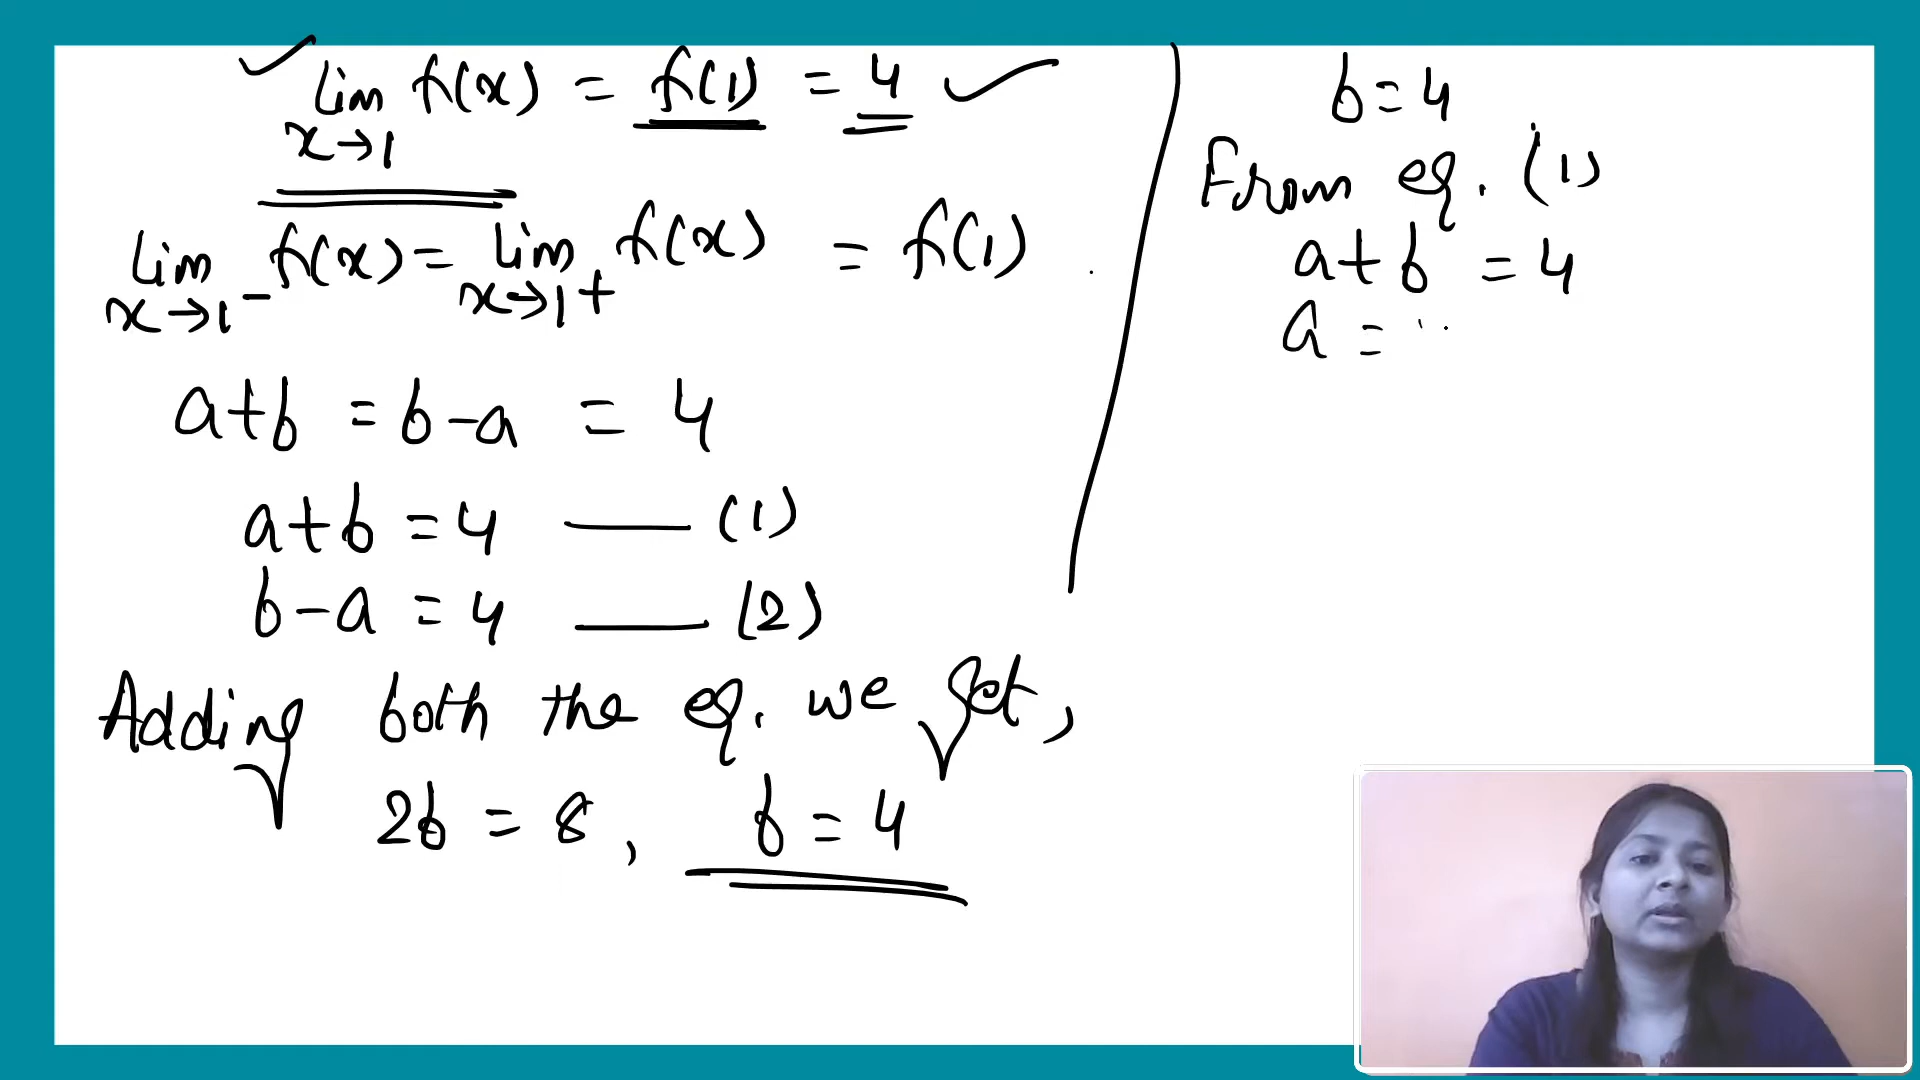 lim f(x) = f(1) = 4
x→1
lim f(x) = lim f(x) = f(1)
x→1- x→1+
a+b = b-a = 4
a+b = 4 —— (1)
b-a = 4 —— (2)
Adding both the eq. we get,
2b = 8, b = 4
b=4
From eq. (1)
a+b = 4
a =